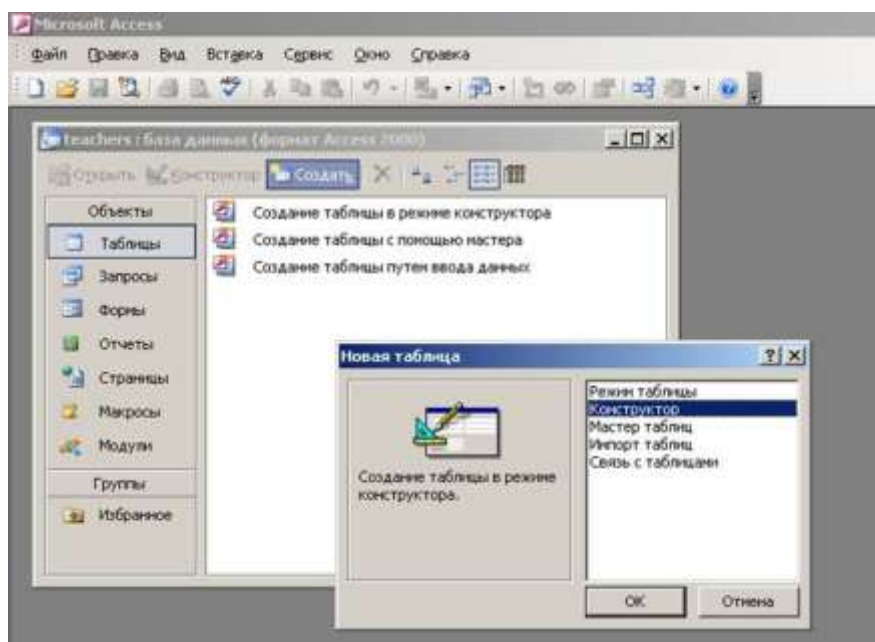 Microsoft Access
Файл Правка Вид Вставка Сервис Окно Справка
teachers : база данных (формат Access 2000)
Открыть Конструктор Создать
Объекты
Таблицы
Запросы
Формы
Отчеты
Страницы
Макросы
Модули
Группы
Избранное
Создание таблицы в режиме конструктора
Создание таблицы с помощью мастера
Создание таблицы путем ввода данных
Новая таблица
Создание таблицы в режиме
конструктора.
Режим таблицы
Конструктор
Мастер таблиц
Импорт таблиц
Связь с таблицами
ОК Отмена